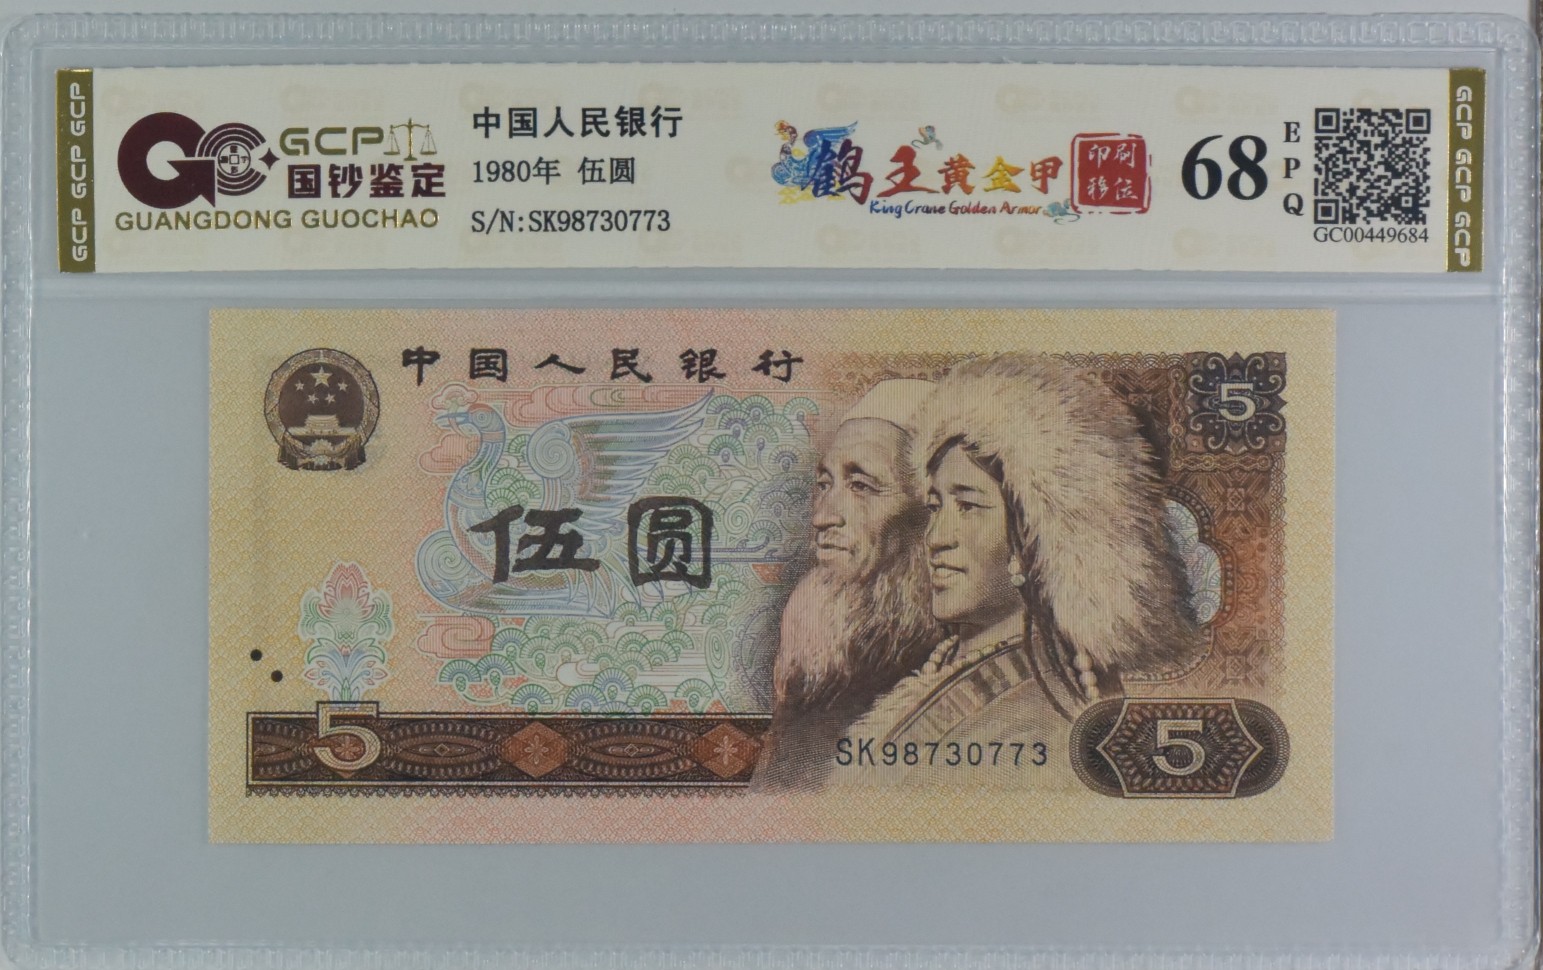 GCP GCP GCP
GCP
国钞鉴定
GUANGDONG GUOCHAO
中国人民银行
1980年 伍圆
S/N:SK98730773
鹤王黄金甲
King Crane Golden Armor
印刷
移位
68
EPQ
GC00449684
GCP GCP GCP
中国人民银行
5
伍圆
5
SK98730773
5